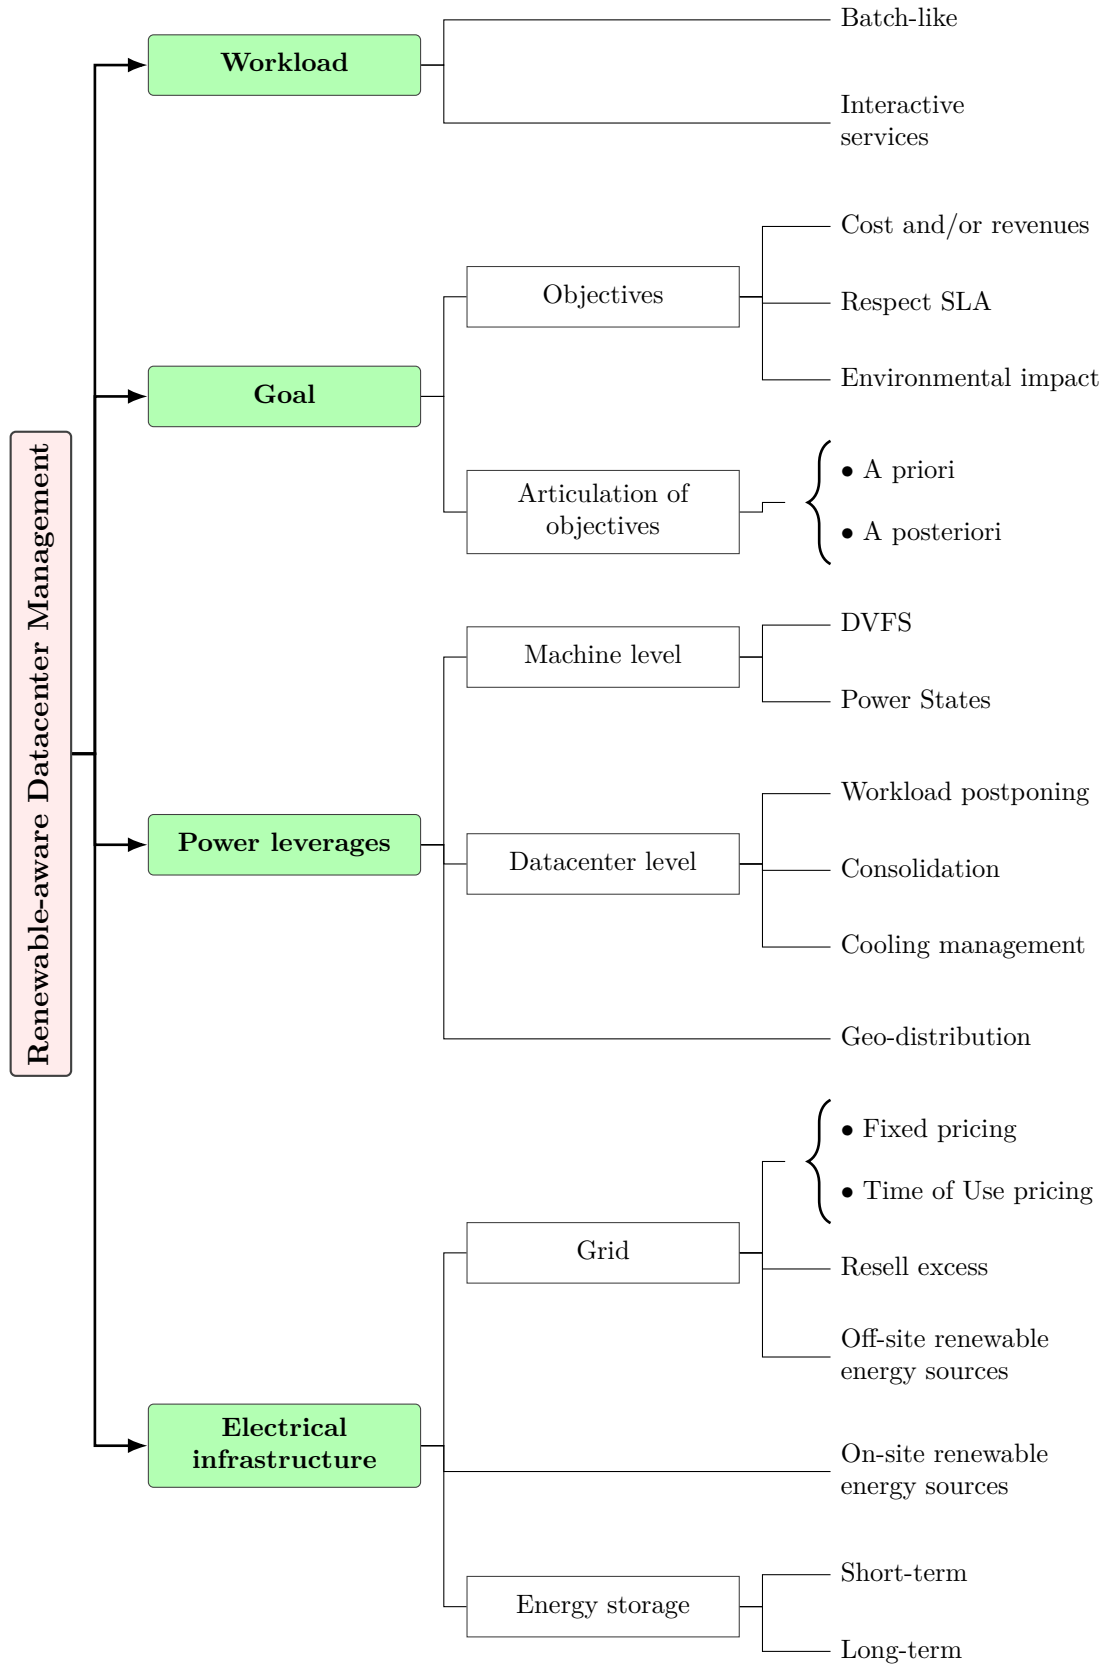 Renewable-aware Datacenter Management
Workload
Batch-like
Interactive
services
Goal
Objectives
Cost and/or revenues
Respect SLA
Environmental impact
Articulation of
objectives
• A priori
• A posteriori
Power leverages
Machine level
DVFS
Power States
Datacenter level
Workload postponing
Consolidation
Cooling management
Geo-distribution
Electrical
infrastructure
Grid
• Fixed pricing
• Time of Use pricing
Resell excess
Off-site renewable
energy sources
On-site renewable
energy sources
Energy storage
Short-term
Long-term